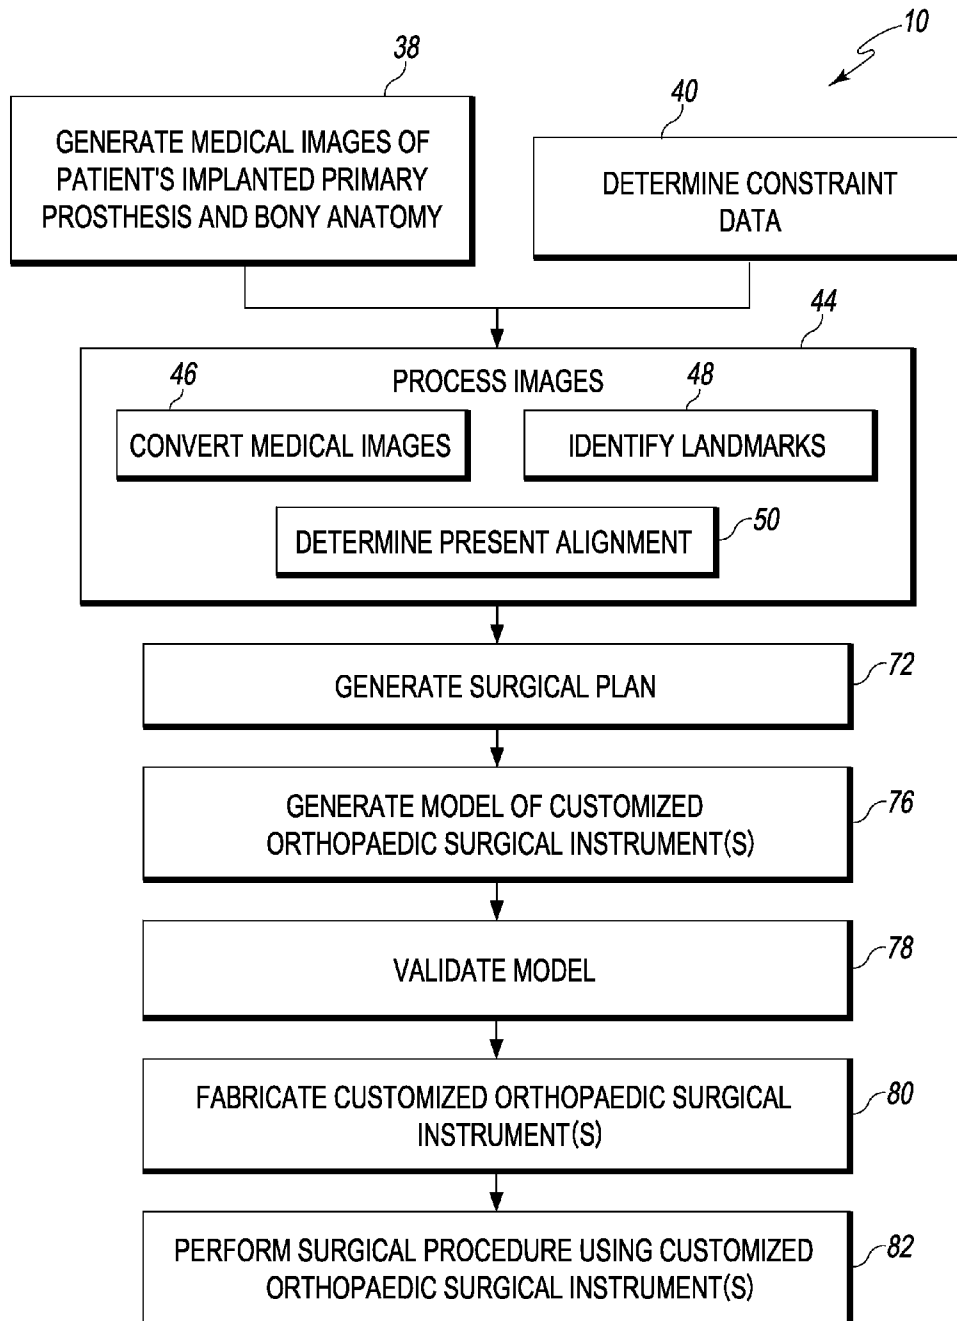 10
38
GENERATE MEDICAL IMAGES OF
PATIENT'S IMPLANTED PRIMARY
PROSTHESIS AND BONY ANATOMY
40
DETERMINE CONSTRAINT
DATA
44
PROCESS IMAGES
46
CONVERT MEDICAL IMAGES
48
IDENTIFY LANDMARKS
DETERMINE PRESENT ALIGNMENT
50
GENERATE SURGICAL PLAN
72
GENERATE MODEL OF CUSTOMIZED
ORTHOPAEDIC SURGICAL INSTRUMENT(S)
76
VALIDATE MODEL
78
FABRICATE CUSTOMIZED ORTHOPAEDIC SURGICAL
INSTRUMENT(S)
80
PERFORM SURGICAL PROCEDURE USING CUSTOMIZED
ORTHOPAEDIC SURGICAL INSTRUMENT(S)
82